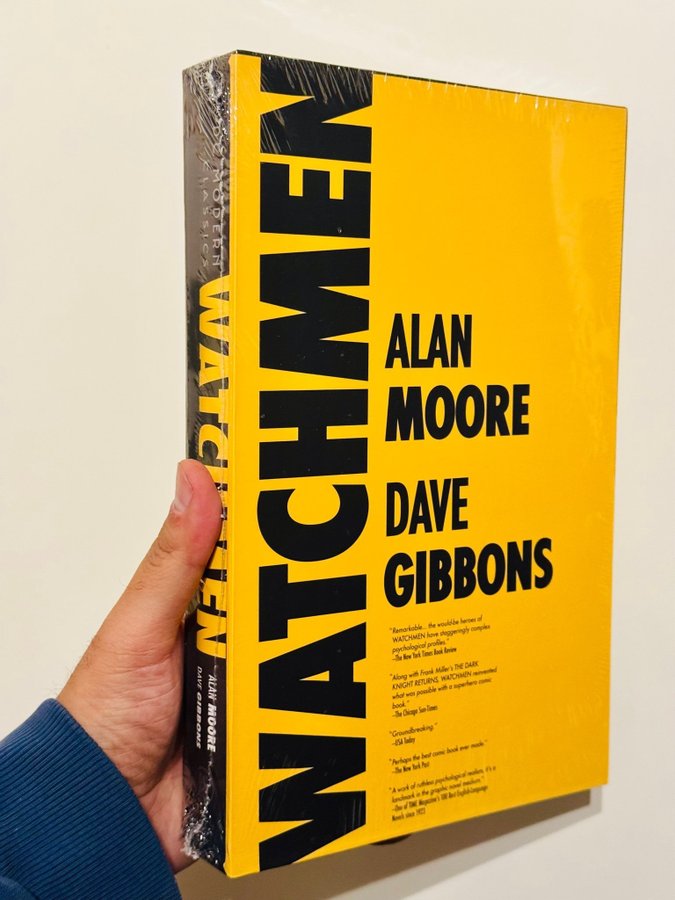 DC MODERN
CLASSICS
WATCHMEN
ALAN MOORE
DAVE GIBBONS
WATCHMEN
ALAN
MOORE
DAVE
GIBBONS
"Remarkable... the would-be heroes of
WATCHMEN have staggeringly complex
psychological profiles."
–The New York Times Book Review
"Along with Frank Miller's THE DARK
KNIGHT RETURNS, WATCHMEN reinvented
what was possible with a superhero comic
book."
–The Chicago Sun-Times
"Groundbreaking."
–USA Today
"Perhaps the best comic book ever made."
–The New York Post
"A work of ruthless psychological realism, it's a
landmark in the graphic novel medium."
–One of TIME Magazine's 100 Best English-Language
Novels since 1923